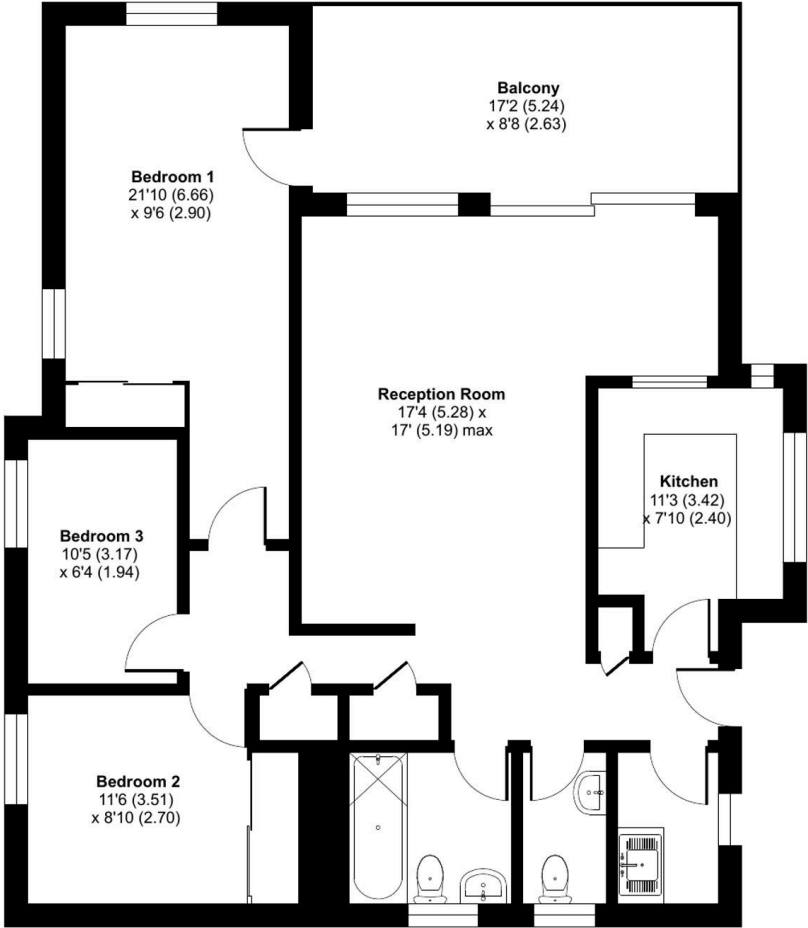 Balcony
17'2 (5.24)
x 8'8 (2.63)
Bedroom 1
21'10 (6.66)
x 9'6 (2.90)
Reception Room
17'4 (5.28) x
17' (5.19) max
Kitchen
11'3 (3.42)
x 7'10 (2.40)
Bedroom 3
10'5 (3.17)
x 6'4 (1.94)
Bedroom 2
11'6 (3.51)
x 8'10 (2.70)